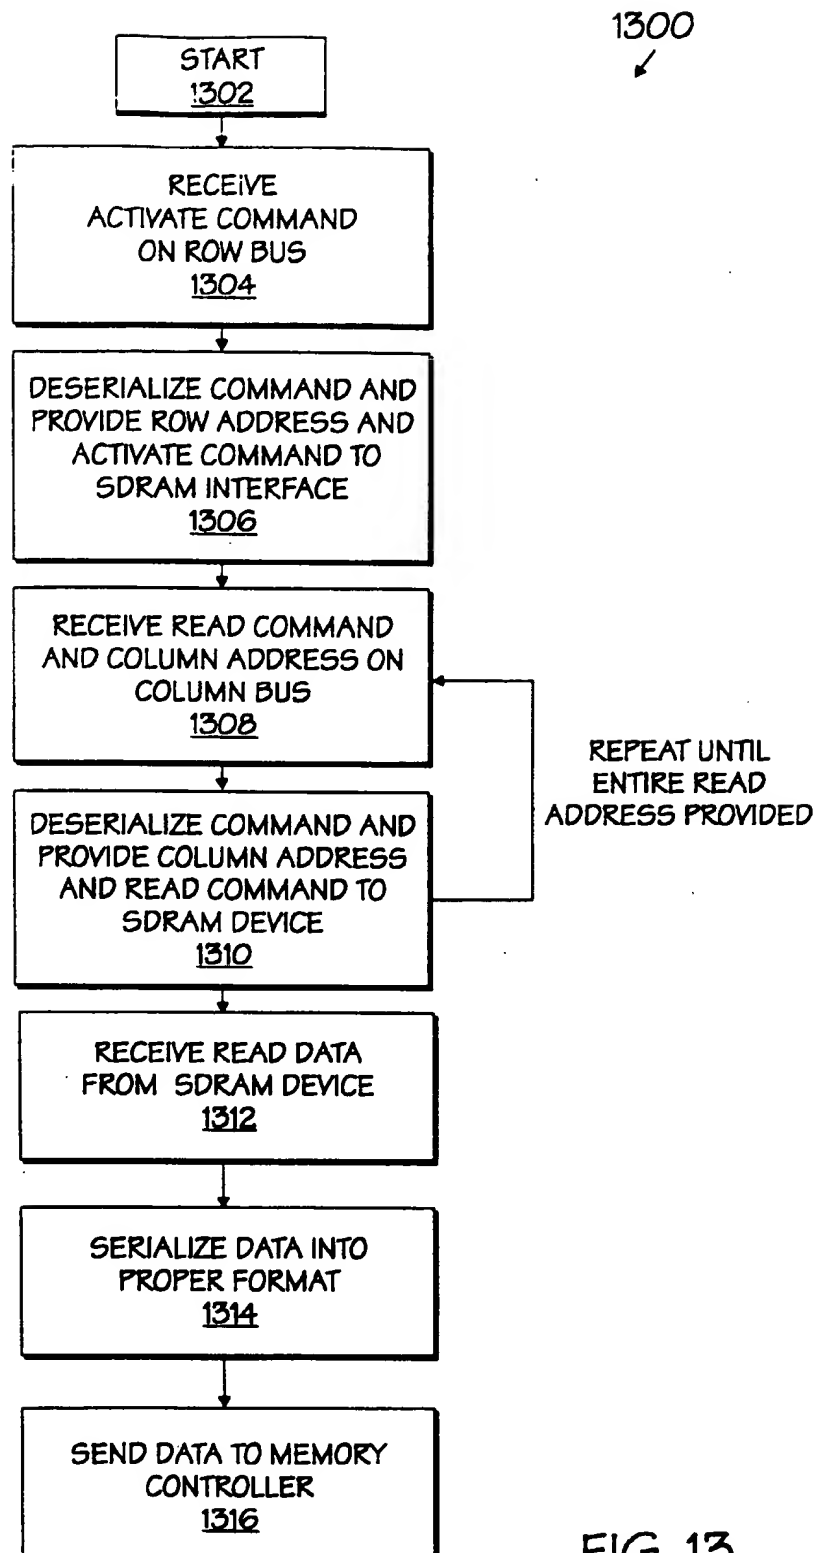 1300
START
1302
RECEIVE
ACTIVATE COMMAND
ON ROW BUS
1304
DESERIALIZE COMMAND AND
PROVIDE ROW ADDRESS AND
ACTIVATE COMMAND TO
SDRAM INTERFACE
1306
RECEIVE READ COMMAND
AND COLUMN ADDRESS ON
COLUMN BUS
1308
REPEAT UNTIL
ENTIRE READ
ADDRESS PROVIDED
DESERIALIZE COMMAND AND
PROVIDE COLUMN ADDRESS
AND READ COMMAND TO
SDRAM DEVICE
1310
RECEIVE READ DATA
FROM SDRAM DEVICE
1312
SERIALIZE DATA INTO
PROPER FORMAT
1314
SEND DATA TO MEMORY
CONTROLLER
1316
FIG. 13